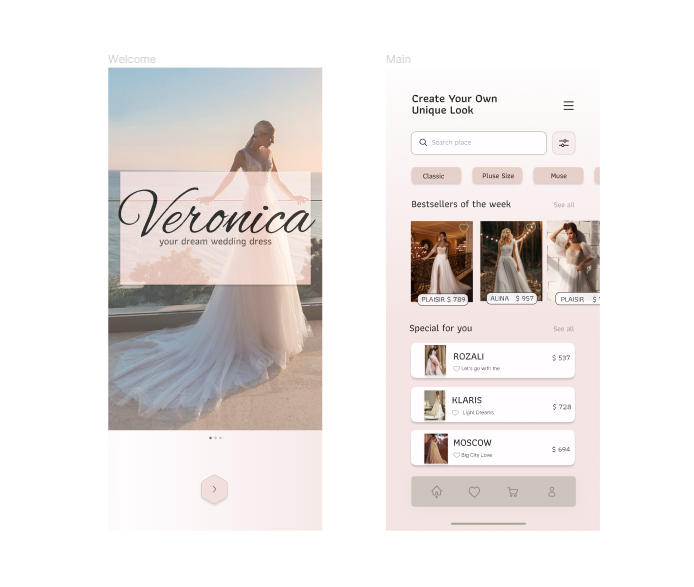 Welcome
Veronica
your dream wedding dress
Main
Create Your Own
Unique Look
Search place
Classic
Pluse Size
Muse
Bestsellers of the week
See all
PLAISIR $ 789
ALINA $ 957
PLAISIR $
Special for you
See all
ROZALI
Let's go with me
$ 537
KLARIS
Light Dreams
$ 728
MOSCOW
Big City Love
$ 694